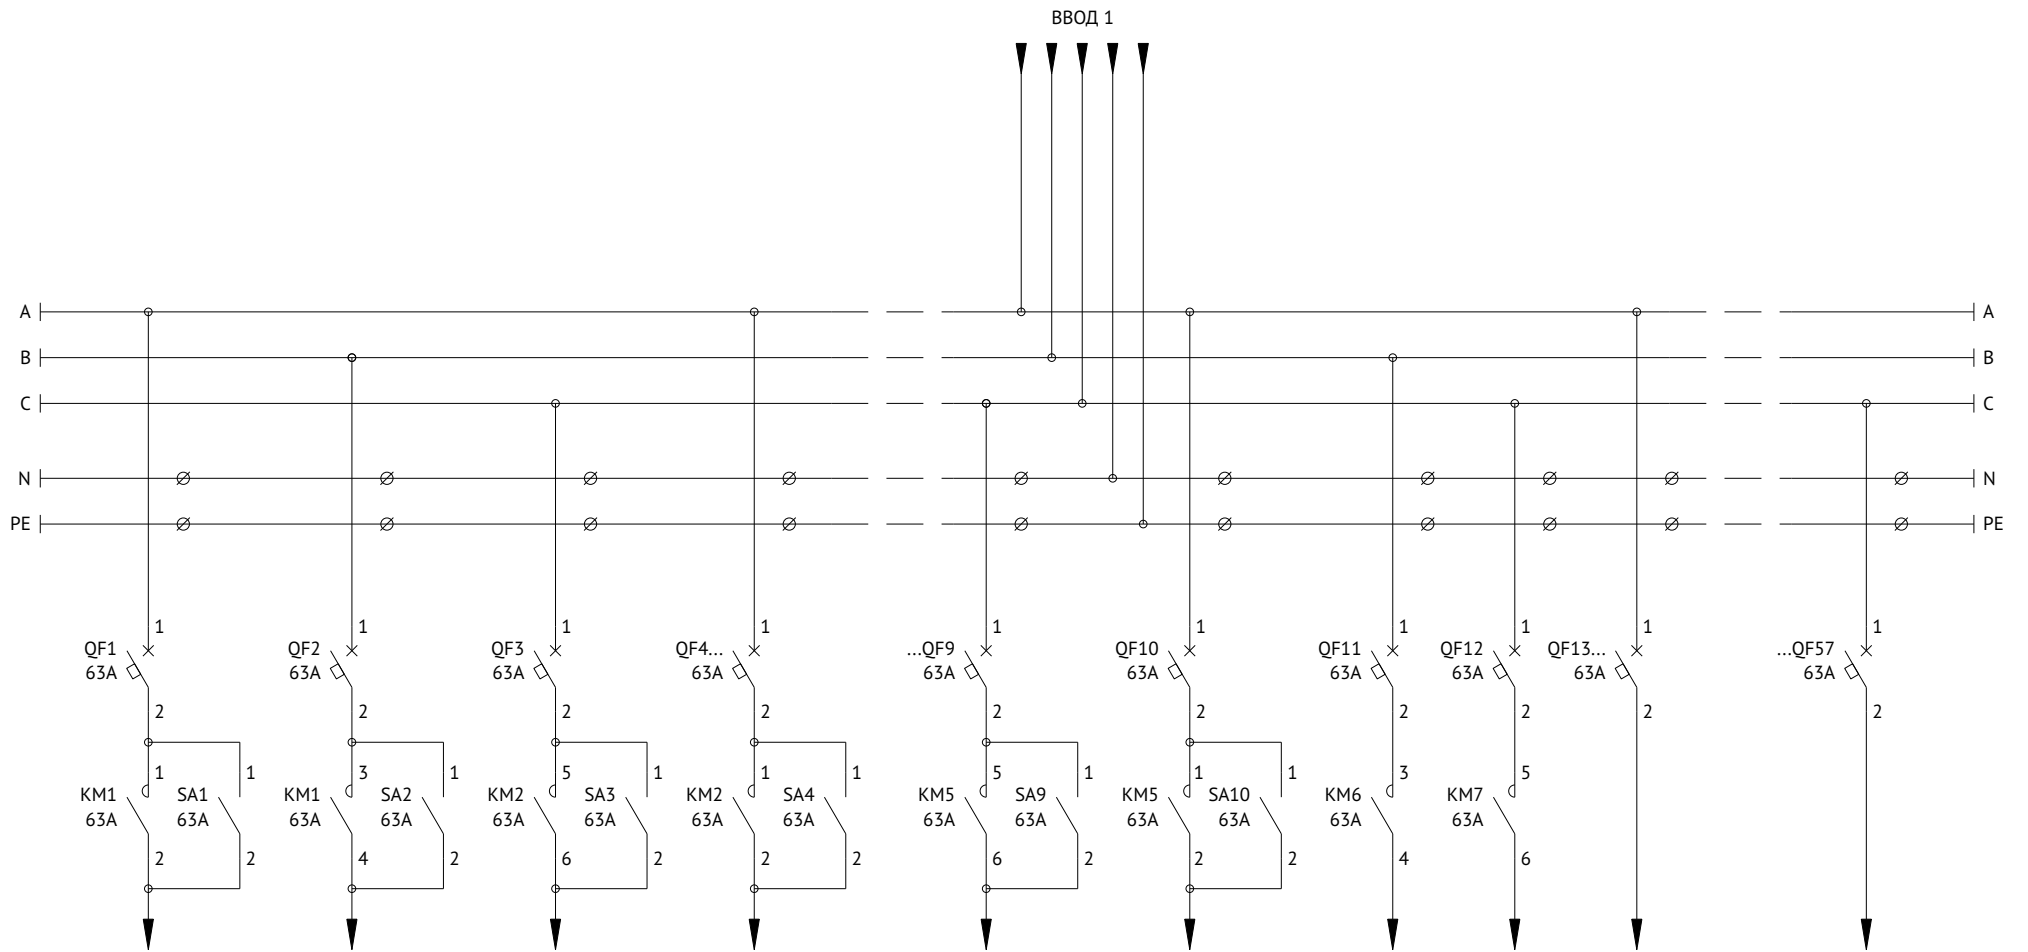 ВВОД 1
A A
B B
C C
N N
PE PE
1 1 1 1 1 1 1 1 1 1
QF1 QF2 QF3 QF4... ...QF9 QF10 QF11 QF12 QF13... ...QF57
63A 63A 63A 63A 63A 63A 63A 63A 63A 63A
2 2 2 2 2 2 2 2 2 2
1 1 3 1 5 1 1 1 5 1 1 1 3 5
KM1 SA1 KM1 SA2 KM2 SA3 KM2 SA4 KM5 SA9 KM5 SA10 KM6 KM7
63A 63A 63A 63A 63A 63A 63A 63A 63A 63A 63A 63A 63A 63A
2 2 4 2 6 2 2 2 6 2 2 2 4 6